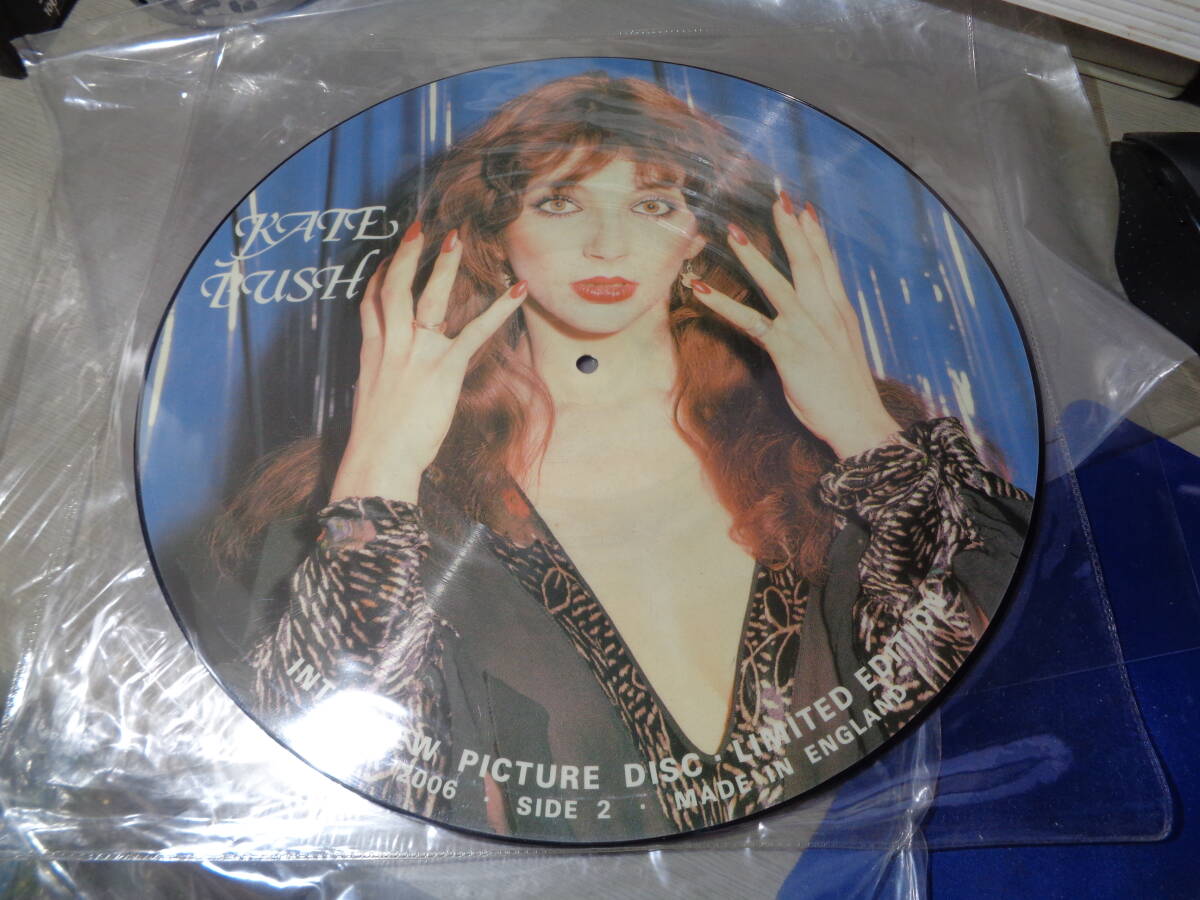 KATE
BUSH
PICTURE DISC · LIMITED EDITION
2006 · SIDE 2 · MADE IN ENGLAND